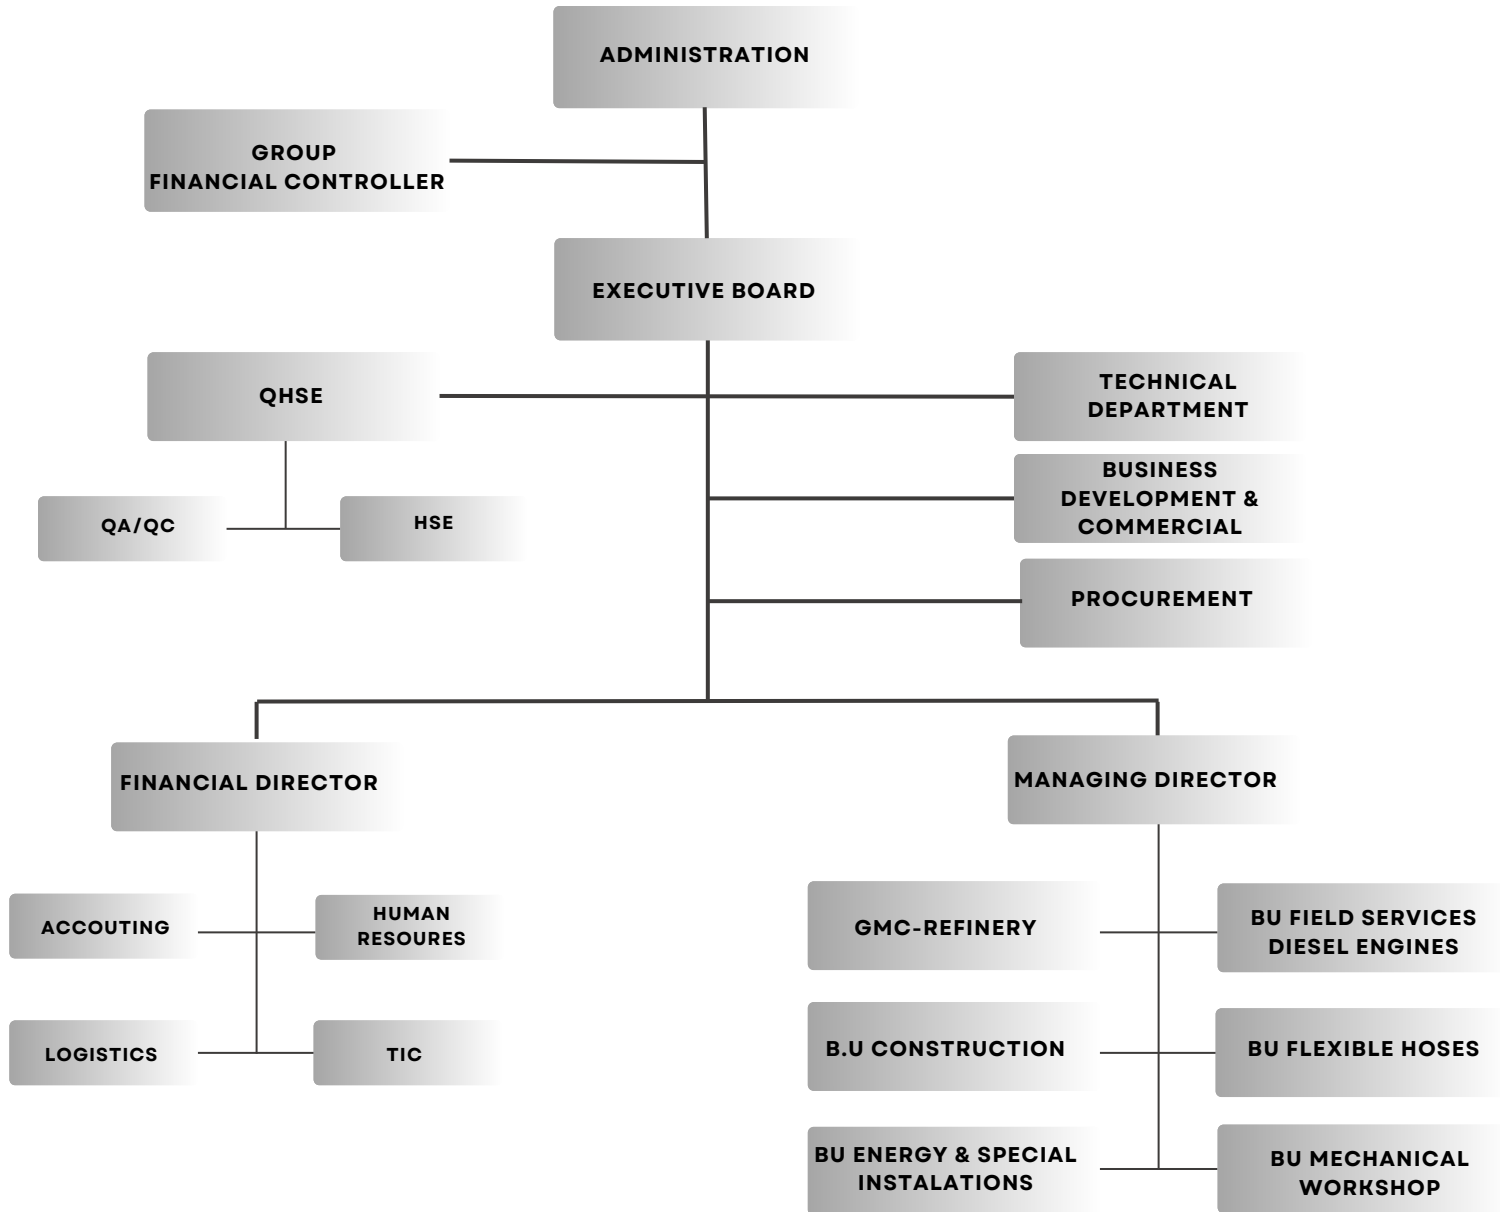 ADMINISTRATION
GROUP
FINANCIAL CONTROLLER
EXECUTIVE BOARD
QHSE
TECHNICAL
DEPARTMENT
BUSINESS
DEVELOPMENT &
COMMERCIAL
QA/QC
HSE
PROCUREMENT
FINANCIAL DIRECTOR
MANAGING DIRECTOR
ACCOUTING
HUMAN
RESOURES
GMC-REFINERY
BU FIELD SERVICES
DIESEL ENGINES
LOGISTICS
TIC
B.U CONSTRUCTION
BU FLEXIBLE HOSES
BU ENERGY & SPECIAL
INSTALATIONS
BU MECHANICAL
WORKSHOP